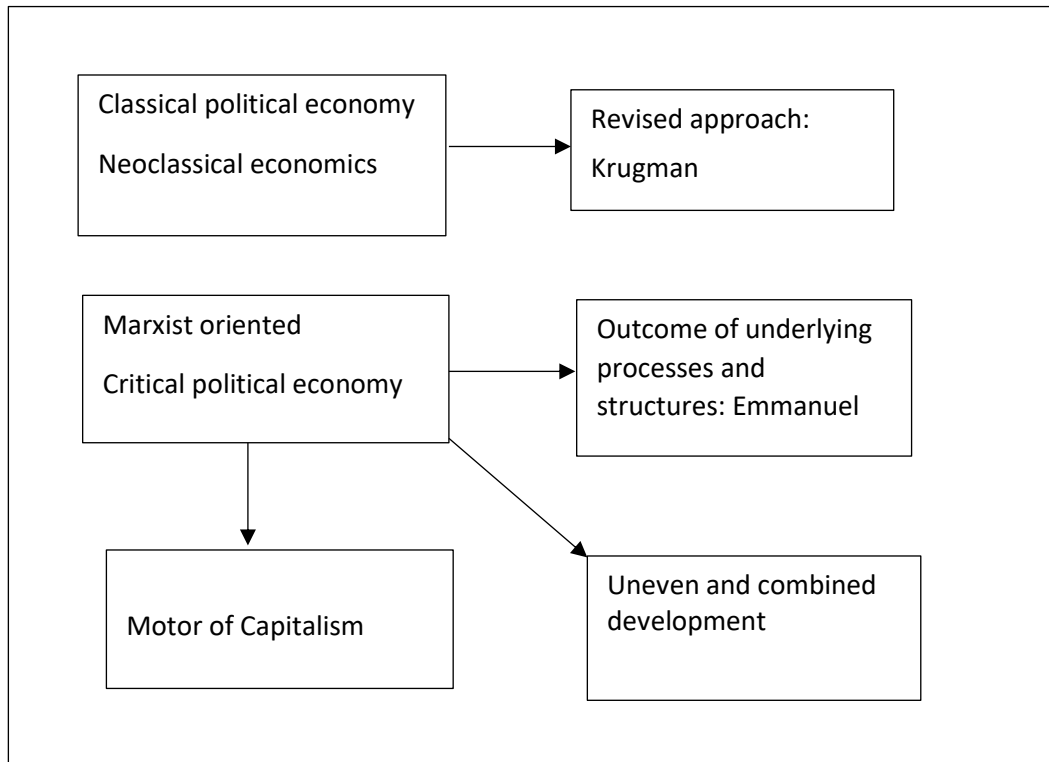 Classical political economy
Neoclassical economics
Revised approach:
Krugman
Marxist oriented
Critical political economy
Outcome of underlying
processes and
structures: Emmanuel
Motor of Capitalism
Uneven and combined
development